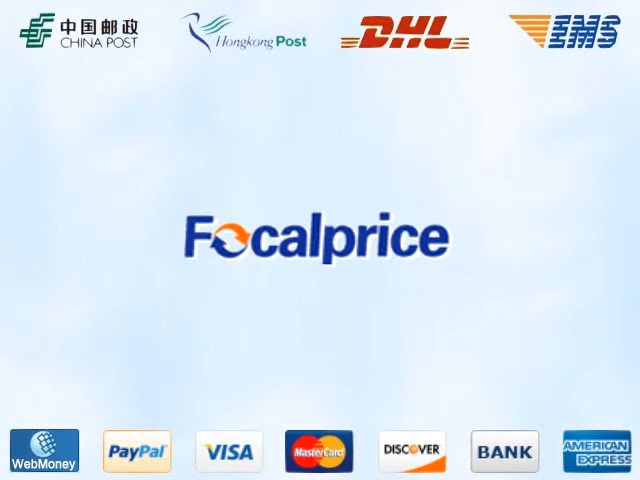 中国邮政
CHINA POST
Hongkong Post
DHL
EMS
Focalprice
WebMoney
PayPal
VISA
MasterCard
DISCOVER
BANK
AMERICAN
EXPRESS